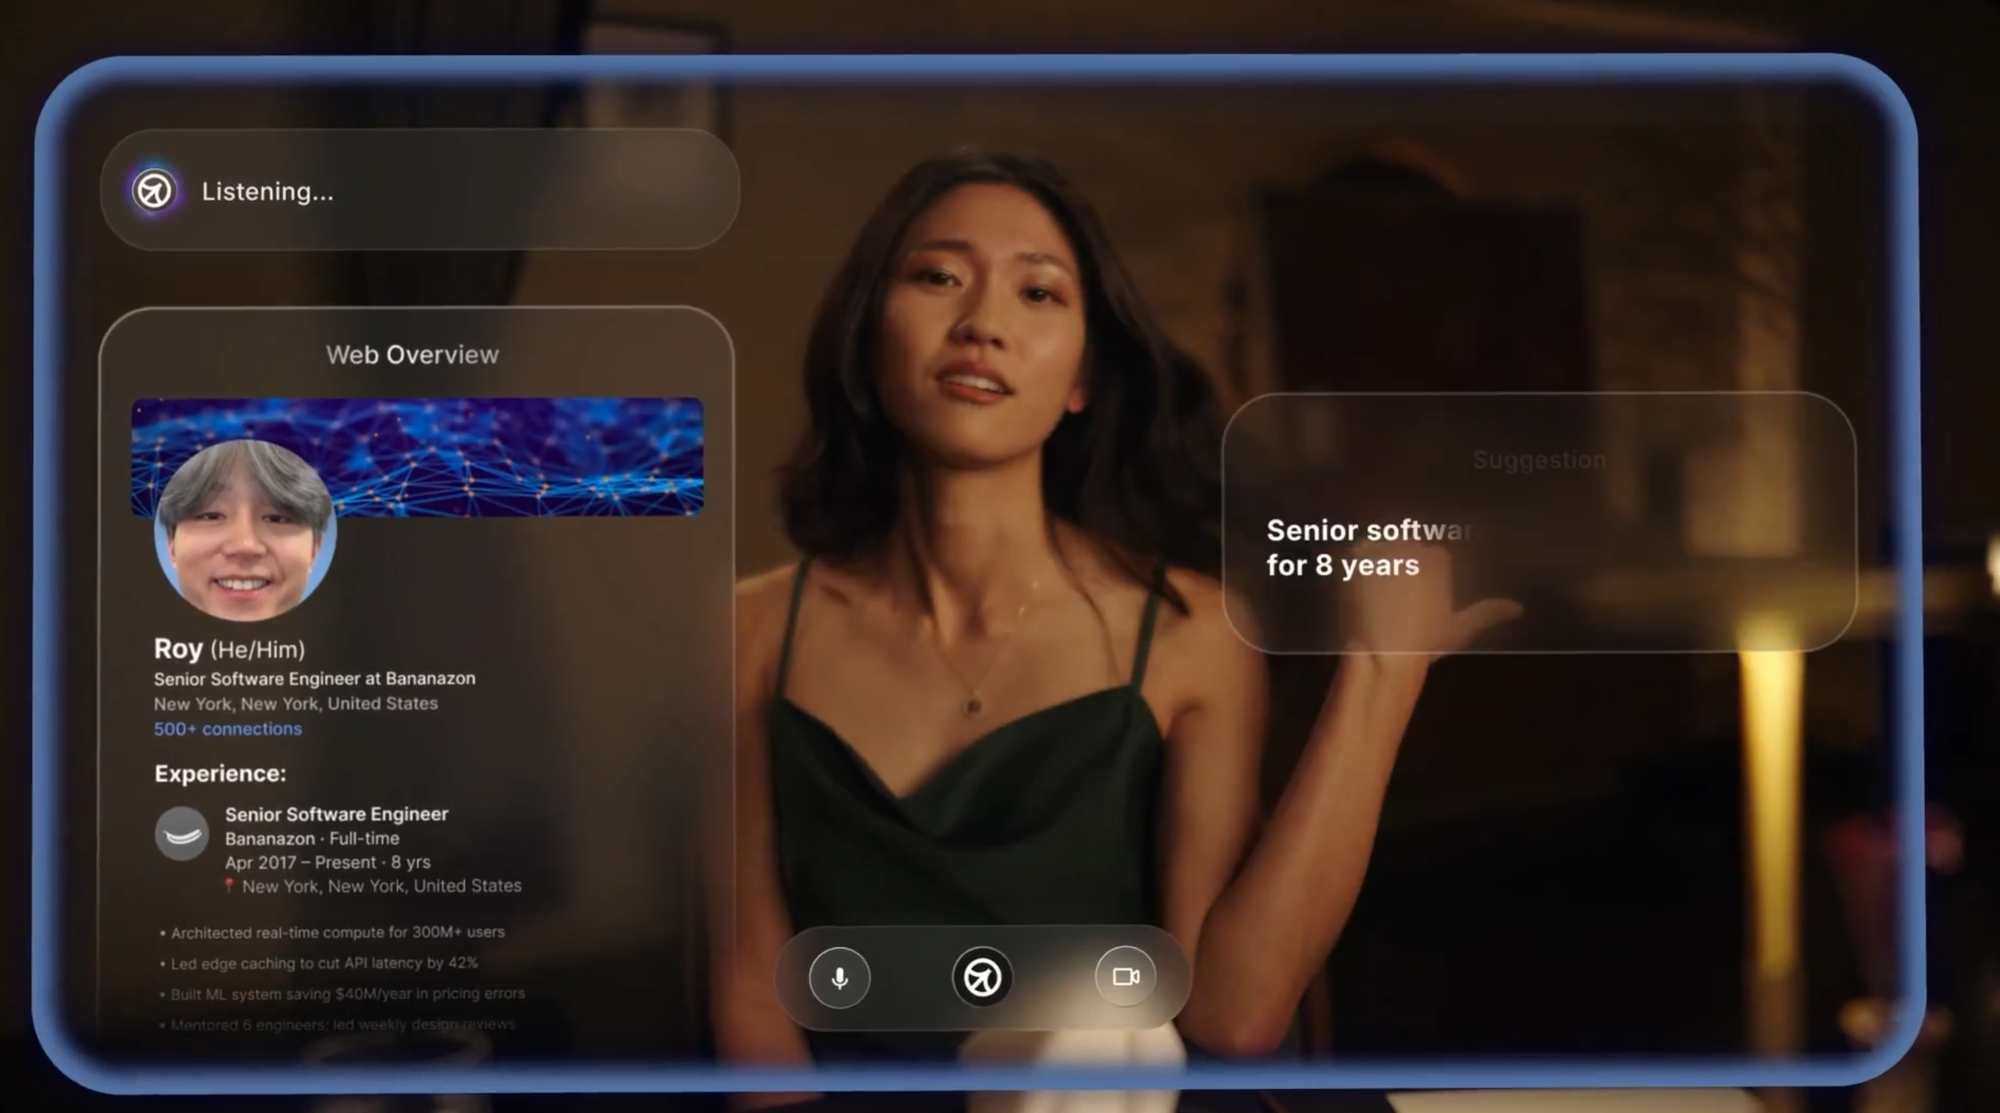 Listening...
Web Overview
Roy (He/Him)
Senior Software Engineer at Bananazon
New York, New York, United States
500+ connections
Experience:
Senior Software Engineer
Bananazon · Full-time
Apr 2017 – Present · 8 yrs
New York, New York, United States
• Architected real-time compute for 300M+ users
• Led edge caching to cut API latency by 42%
• Built ML system saving $40M/year in pricing errors
• Mentored 6 engineers; led weekly design reviews
Suggestion
Senior softwar
for 8 years